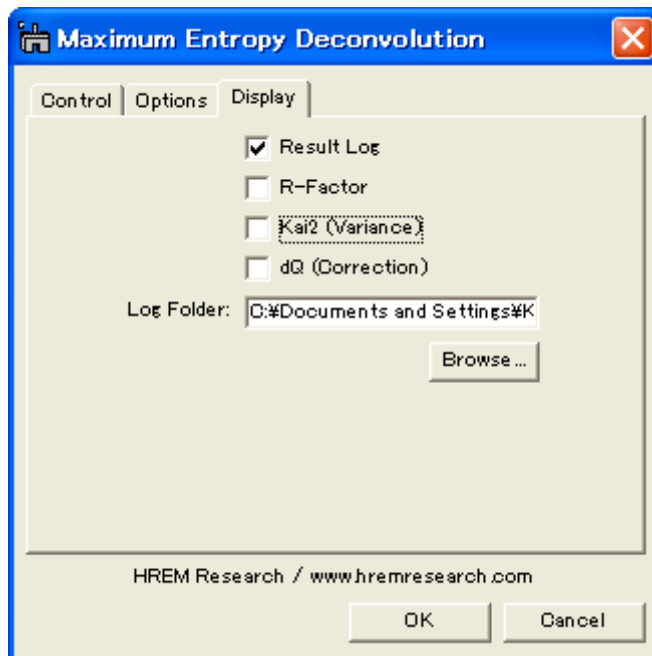 Maximum Entropy Deconvolution
Control Options Display
Result Log
R-Factor
Kai2 (Variance)
dQ (Correction)
Log Folder: C:¥Documents and Settings¥K
Browse...
HREM Research / www.hremresearch.com
OK Cancel